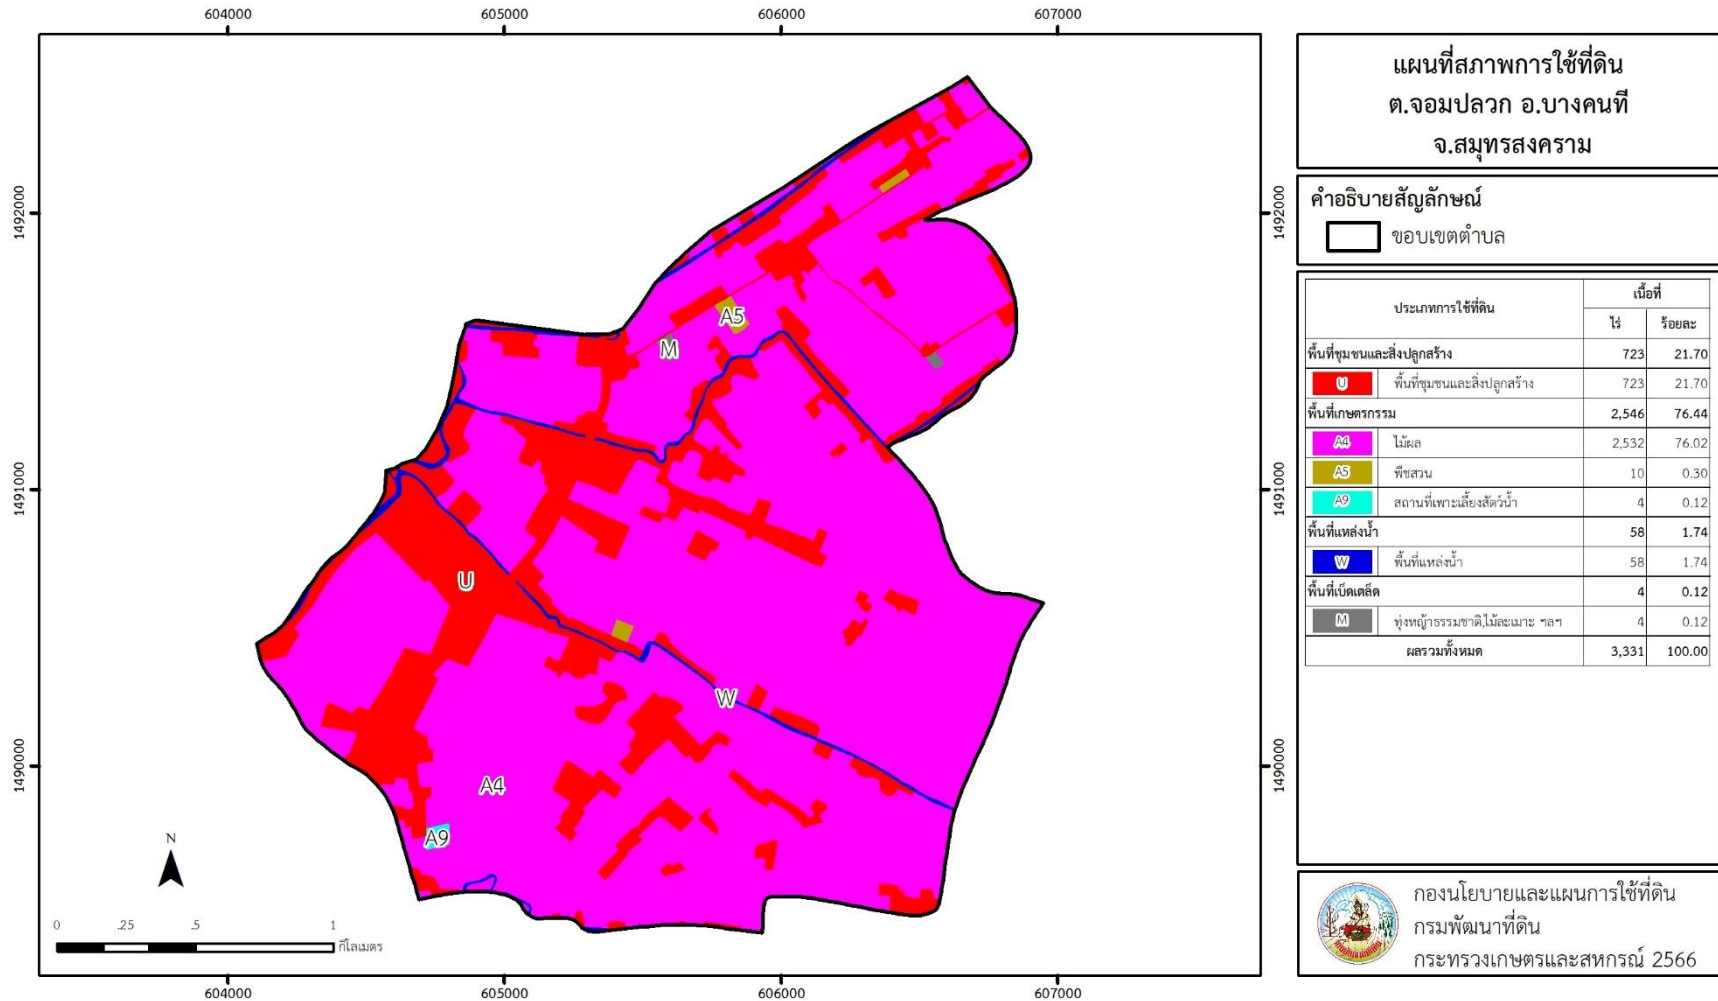 604000 605000 606000 607000
แผนที่สภาพการใช้ที่ดิน
ต.จอมปลวก อ.บางคนที
จ.สมุทรสงคราม
คำอธิบายสัญลักษณ์
ขอบเขตตำบล
ประเภทการใช้ที่ดิน เนื้อที่
ไร่ ร้อยละ
พื้นที่ชุมชนและสิ่งปลูกสร้าง 723 21.70
U พื้นที่ชุมชนและสิ่งปลูกสร้าง 723 21.70
พื้นที่เกษตรกรรม 2,546 76.44
A4 ไม้ผล 2,532 76.02
A5 พืชสวน 10 0.30
A9 สถานที่เพาะเลี้ยงสัตว์น้ำ 4 0.12
พื้นที่แหล่งน้ำ 58 1.74
W พื้นที่แหล่งน้ำ 58 1.74
พื้นที่เบ็ดเตล็ด 4 0.12
M ทุ่งหญ้าธรรมชาติ,ไม้ละเมาะ ฯลฯ 4 0.12
ผลรวมทั้งหมด 3,331 100.00
1492000 1492000
1491000 1491000
1490000 1490000
A5
M
U
W
A4
A9
N
0 .25 .5 1
กิโลเมตร
604000 605000 606000 607000
กองนโยบายและแผนการใช้ที่ดิน
กรมพัฒนาที่ดิน
กระทรวงเกษตรและสหกรณ์ 2566